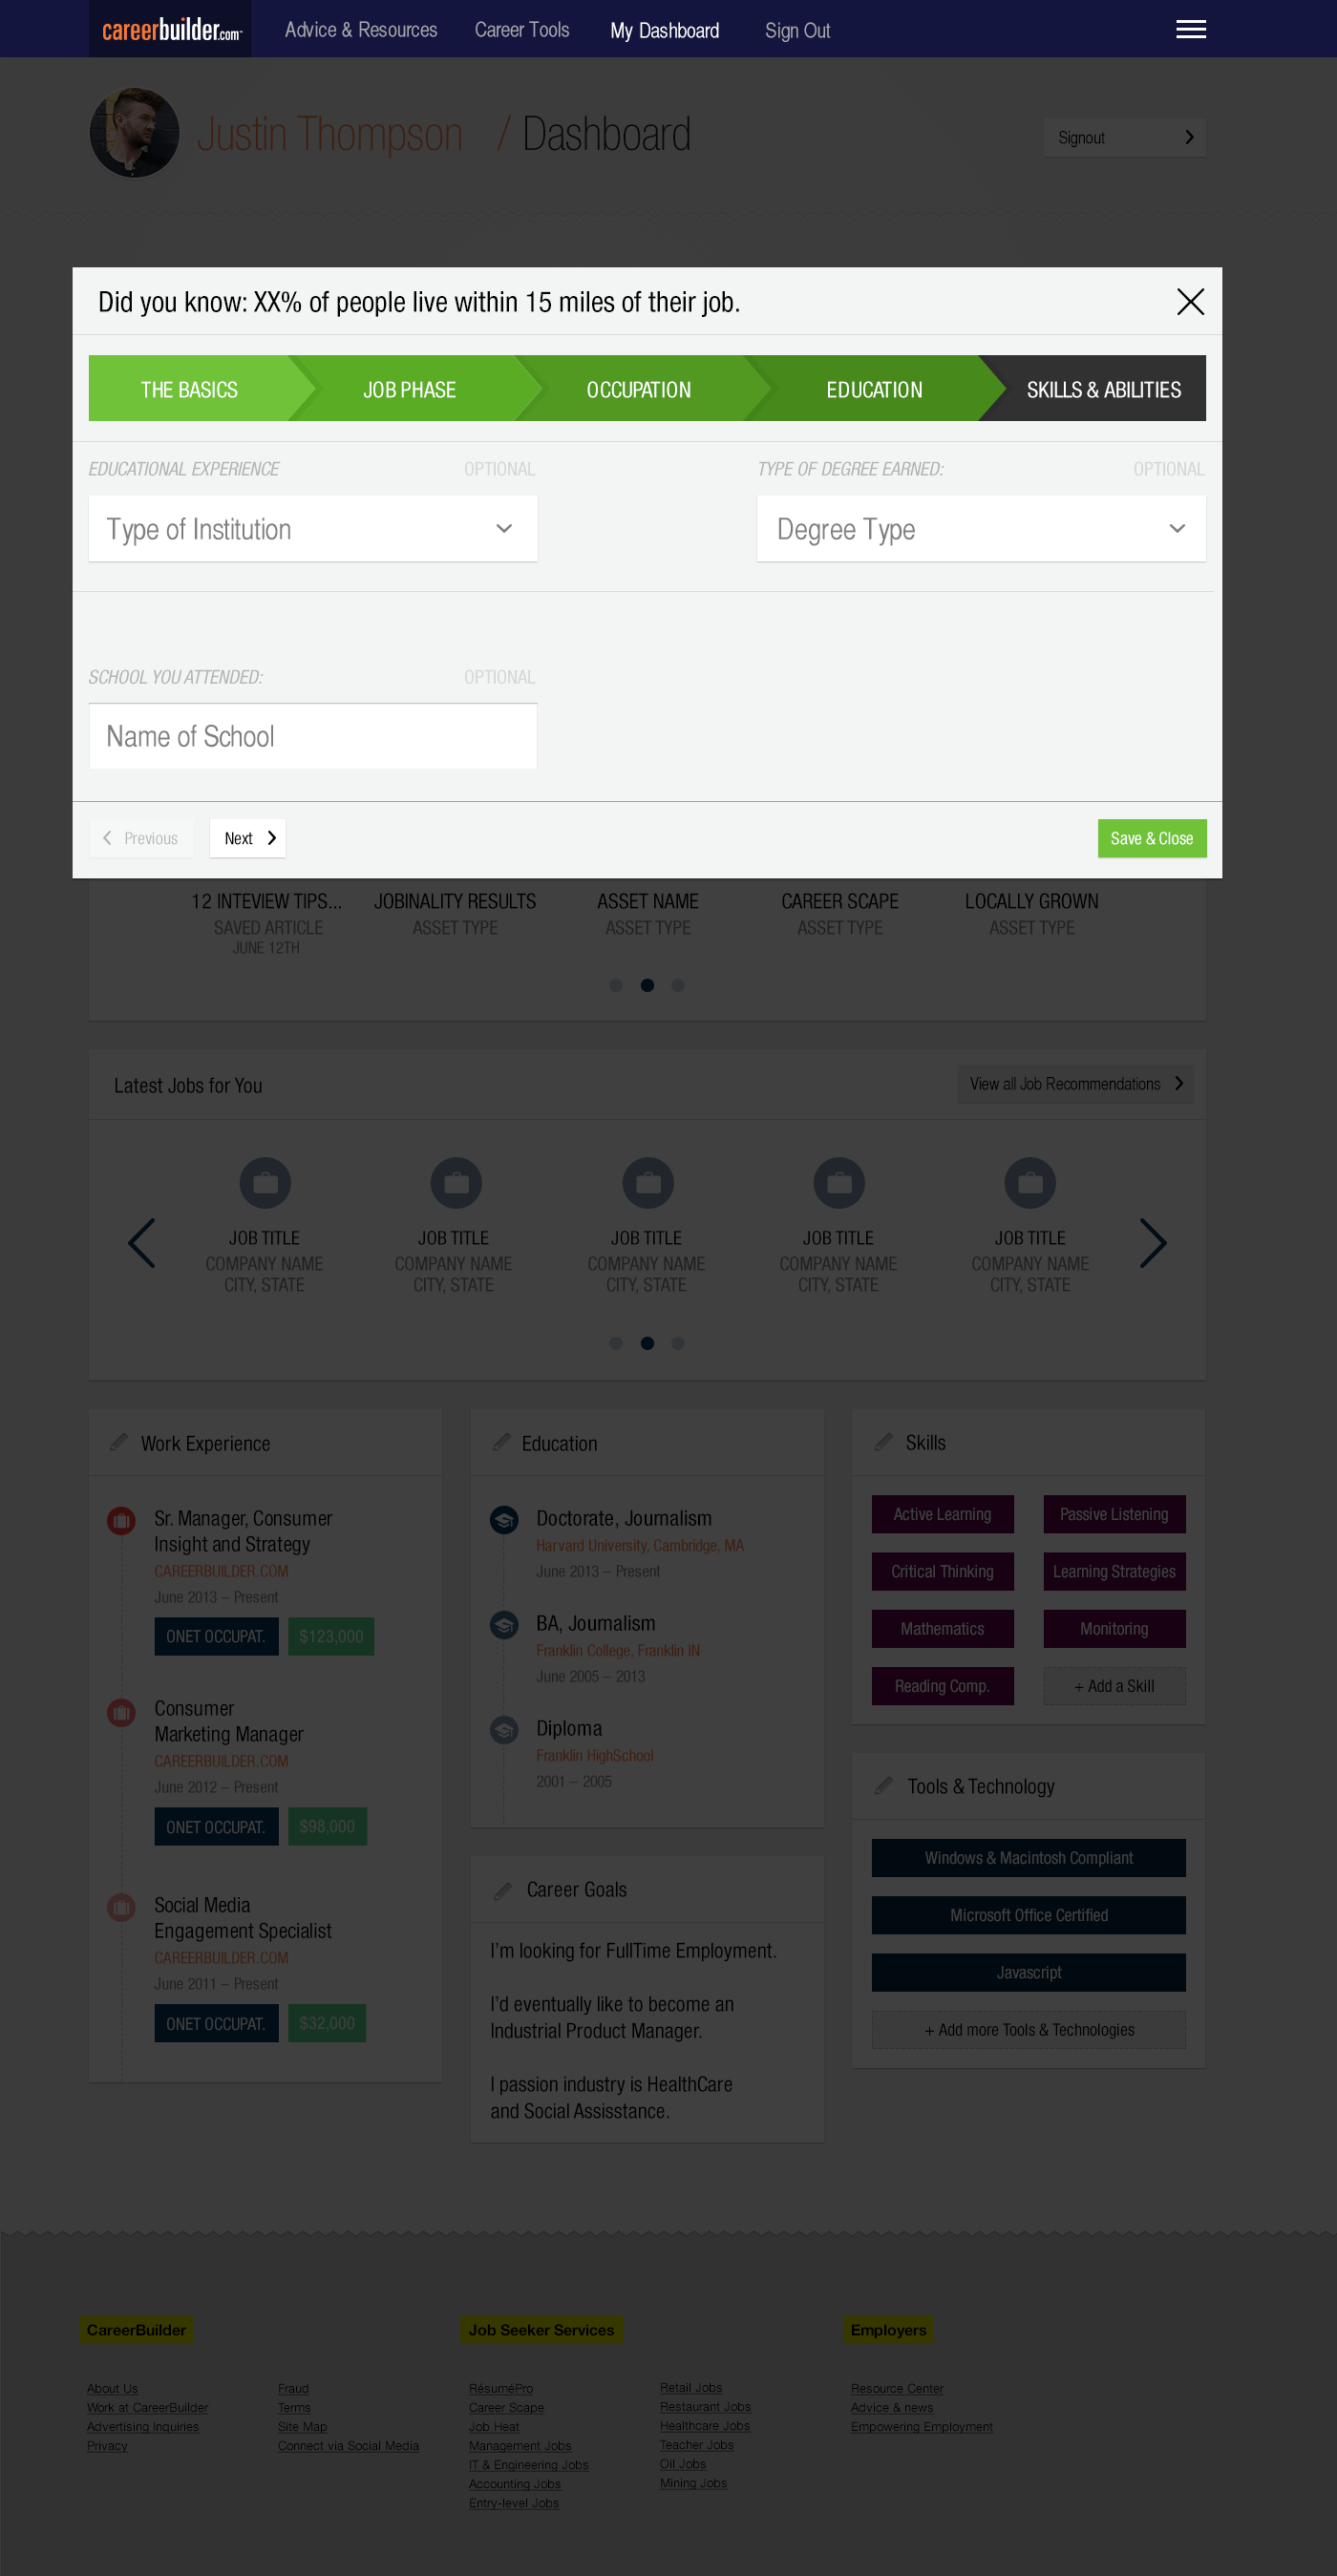 careerbuilder.com
Advice & Resources
Career Tools
My Dashboard
Sign Out
Justin Thompson / Dashboard
Signout
Did you know: XX% of people live within 15 miles of their job.
THE BASICS
JOB PHASE
OCCUPATION
EDUCATION
SKILLS & ABILITIES
EDUCATIONAL EXPERIENCE
OPTIONAL
TYPE OF DEGREE EARNED:
OPTIONAL
Type of Institution
Degree Type
SCHOOL YOU ATTENDED:
OPTIONAL
Name of School
Previous
Next
Save & Close
12 INTEVIEW TIPS...
SAVED ARTICLE
JUNE 12TH
JOBINALITY RESULTS
ASSET TYPE
ASSET NAME
ASSET TYPE
CAREER SCAPE
ASSET TYPE
LOCALLY GROWN
ASSET TYPE
Latest Jobs for You
View all Job Recommendations
JOB TITLE
COMPANY NAME
CITY, STATE
JOB TITLE
COMPANY NAME
CITY, STATE
JOB TITLE
COMPANY NAME
CITY, STATE
JOB TITLE
COMPANY NAME
CITY, STATE
JOB TITLE
COMPANY NAME
CITY, STATE
Work Experience
Sr. Manager, Consumer
Insight and Strategy
CAREERBUILDER.COM
June 2013 – Present
ONET OCCUPAT.
$123,000
Consumer
Marketing Manager
CAREERBUILDER.COM
June 2012 – Present
ONET OCCUPAT.
$98,000
Social Media
Engagement Specialist
CAREERBUILDER.COM
June 2011 – Present
ONET OCCUPAT.
$32,000
Education
Doctorate, Journalism
Harvard University, Cambridge, MA
June 2013 – Present
BA, Journalism
Franklin College, Franklin IN
June 2005 – 2013
Diploma
Franklin HighSchool
2001 – 2005
Career Goals
I'm looking for FullTime Employment.
I'd eventually like to become an
Industrial Product Manager.
I passion industry is HealthCare
and Social Assisstance.
Skills
Active Learning
Passive Listening
Critical Thinking
Learning Strategies
Mathematics
Monitoring
Reading Comp.
+ Add a Skill
Tools & Technology
Windows & Macintosh Compliant
Microsoft Office Certified
Javascript
+ Add more Tools & Technologies
CareerBuilder
About Us
Work at CareerBuilder
Advertising Inquiries
Privacy
Fraud
Terms
Site Map
Connect via Social Media
Job Seeker Services
RésuméPro
Career Scape
Job Heat
Management Jobs
IT & Engineering Jobs
Accounting Jobs
Entry-level Jobs
Retail Jobs
Restaurant Jobs
Healthcare Jobs
Teacher Jobs
Oil Jobs
Mining Jobs
Employers
Resource Center
Advice & news
Empowering Employment